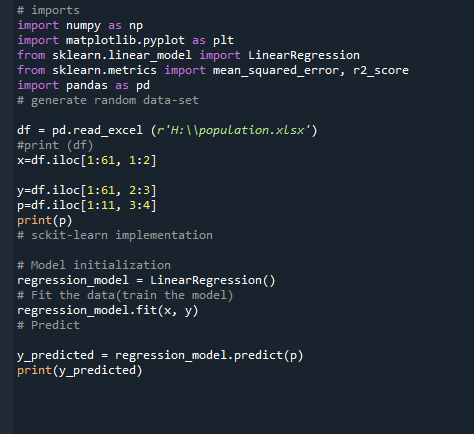 # imports
import numpy as np
import matplotlib.pyplot as plt
from sklearn.linear_model import LinearRegression
from sklearn.metrics import mean_squared_error, r2_score
import pandas as pd
# generate random data-set
df = pd.read_excel (r'H:\\population.xlsx')
#print (df)
x=df.iloc[1:61, 1:2]
y=df.iloc[1:61, 2:3]
p=df.iloc[1:11, 3:4]
print(p)
# sckit-learn implementation
# Model initialization
regression_model = LinearRegression()
# Fit the data(train the model)
regression_model.fit(x, y)
# Predict
y_predicted = regression_model.predict(p)
print(y_predicted)